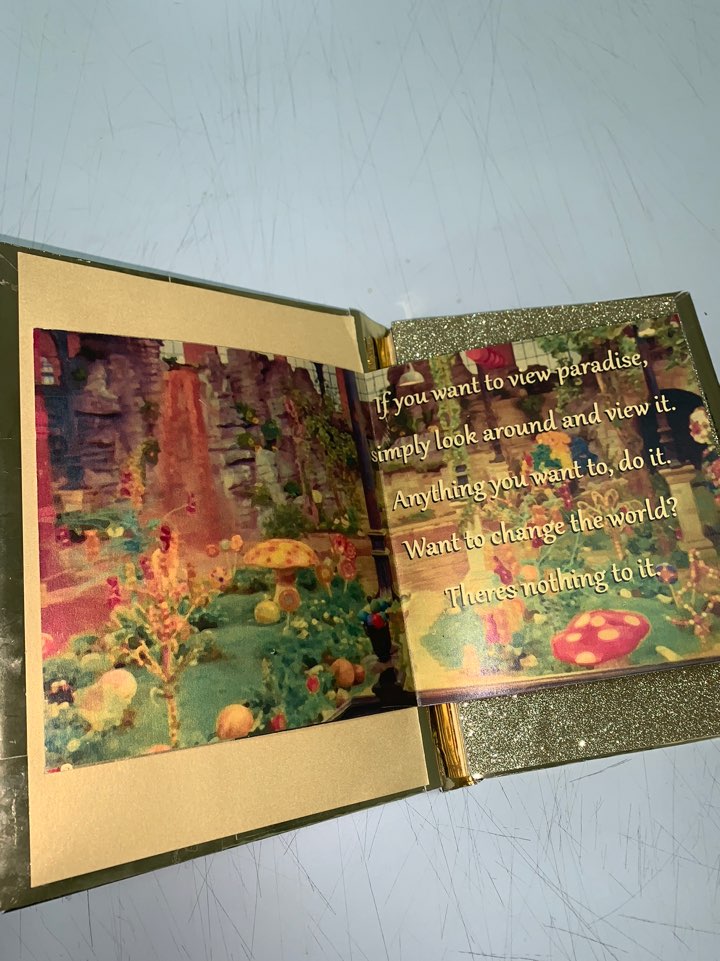 If you want to view paradise,
simply look around and view it.
Anything you want to, do it.
Want to change the world?
Theres nothing to it.